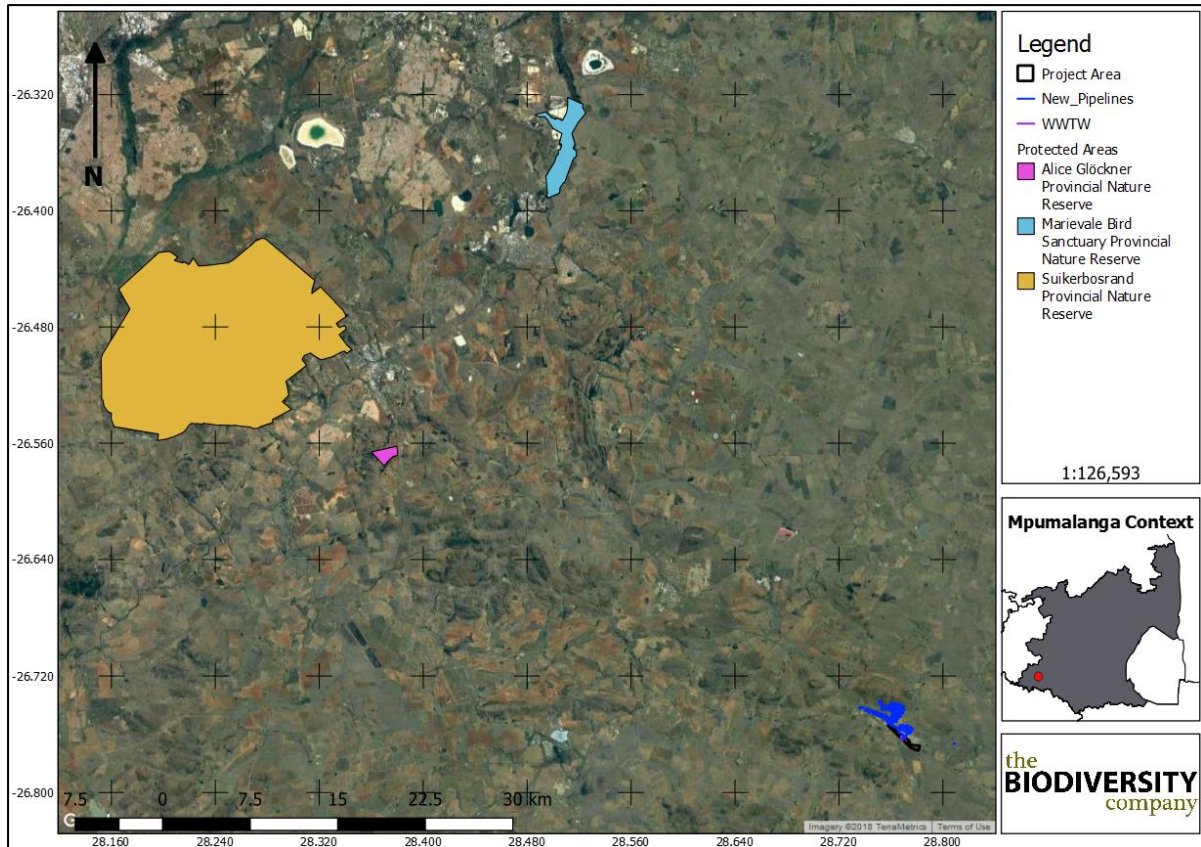 N
-26.320
-26.400
-26.480
-26.560
-26.640
-26.720
-26.800
7.5 0 7.5 15 22.5 30 km
G
28.160 28.240 28.320 28.400 28.480 28.560 28.640 28.720 28.800
Imagery ©2018 TerraMetrics Terms of Use
Legend
Project Area
New_Pipelines
WWTW
Protected Areas
Alice Glöckner
Provincial Nature
Reserve
Marievale Bird
Sanctuary Provincial
Nature Reserve
Suikerbosrand
Provincial Nature
Reserve
1:126,593
Mpumalanga Context
the
BIODIVERSITY
company